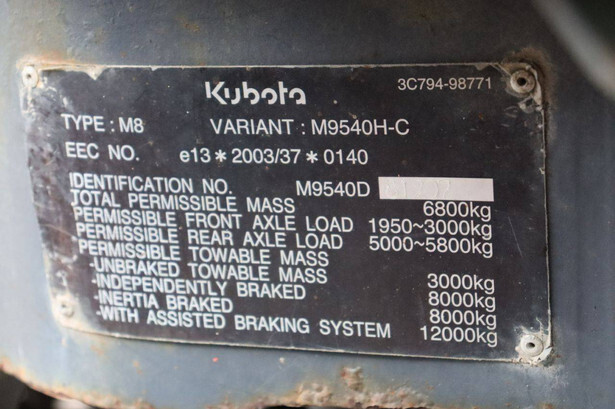 Kubota
3C794-98771
TYPE : M8 VARIANT : M9540H-C
EEC NO. e13 * 2003/37 * 0140
IDENTIFICATION NO. M9540D
TOTAL PERMISSIBLE MASS 6800kg
PERMISSIBLE FRONT AXLE LOAD 1950~3000kg
PERMISSIBLE REAR AXLE LOAD 5000~5800kg
PERMISSIBLE TOWABLE MASS
-UNBRAKED TOWABLE MASS 3000kg
-INDEPENDENTLY BRAKED 8000kg
-INERTIA BRAKED 8000kg
-WITH ASSISTED BRAKING SYSTEM 12000kg